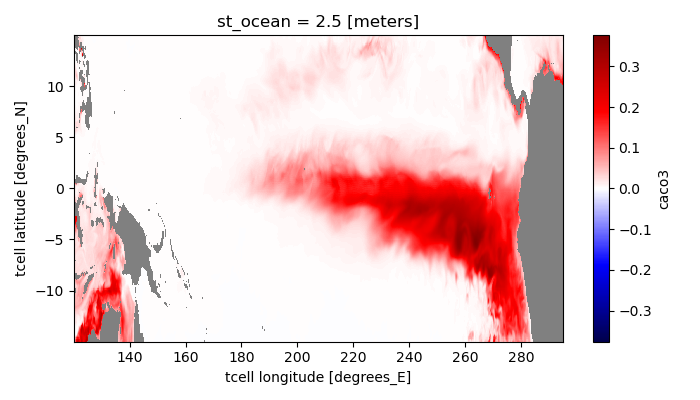 st_ocean = 2.5 [meters]
10
5
0
−5
−10
tcell latitude [degrees_N]
140 160 180 200 220 240 260 280
tcell longitude [degrees_E]
0.3
0.2
0.1
0.0
−0.1
−0.2
−0.3
caco3